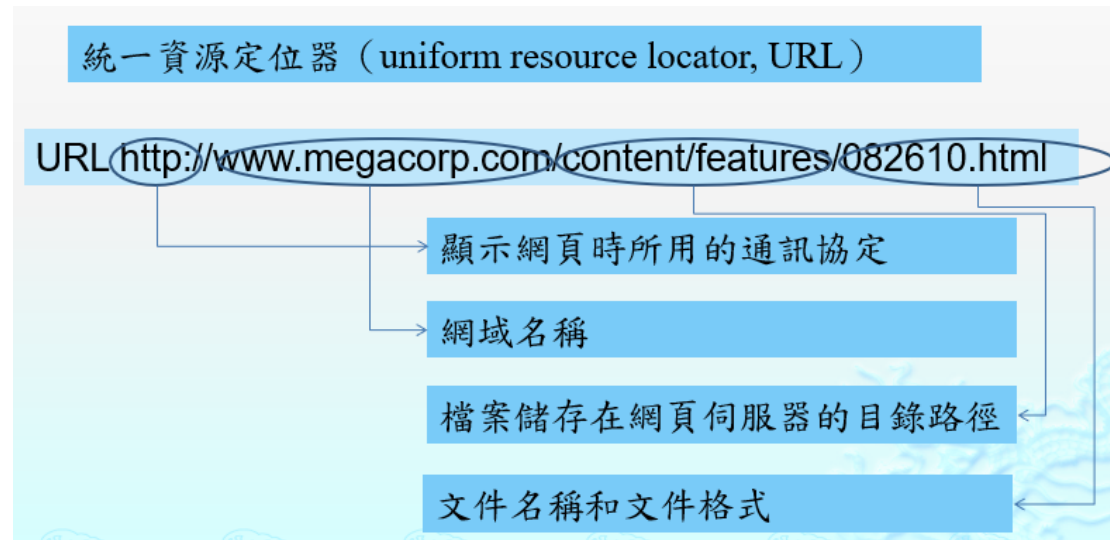 統一資源定位器（uniform resource locator, URL）
URL http://www.megacorp.com/content/features/082610.html
顯示網頁時所用的通訊協定
網域名稱
檔案儲存在網頁伺服器的目錄路徑
文件名稱和文件格式